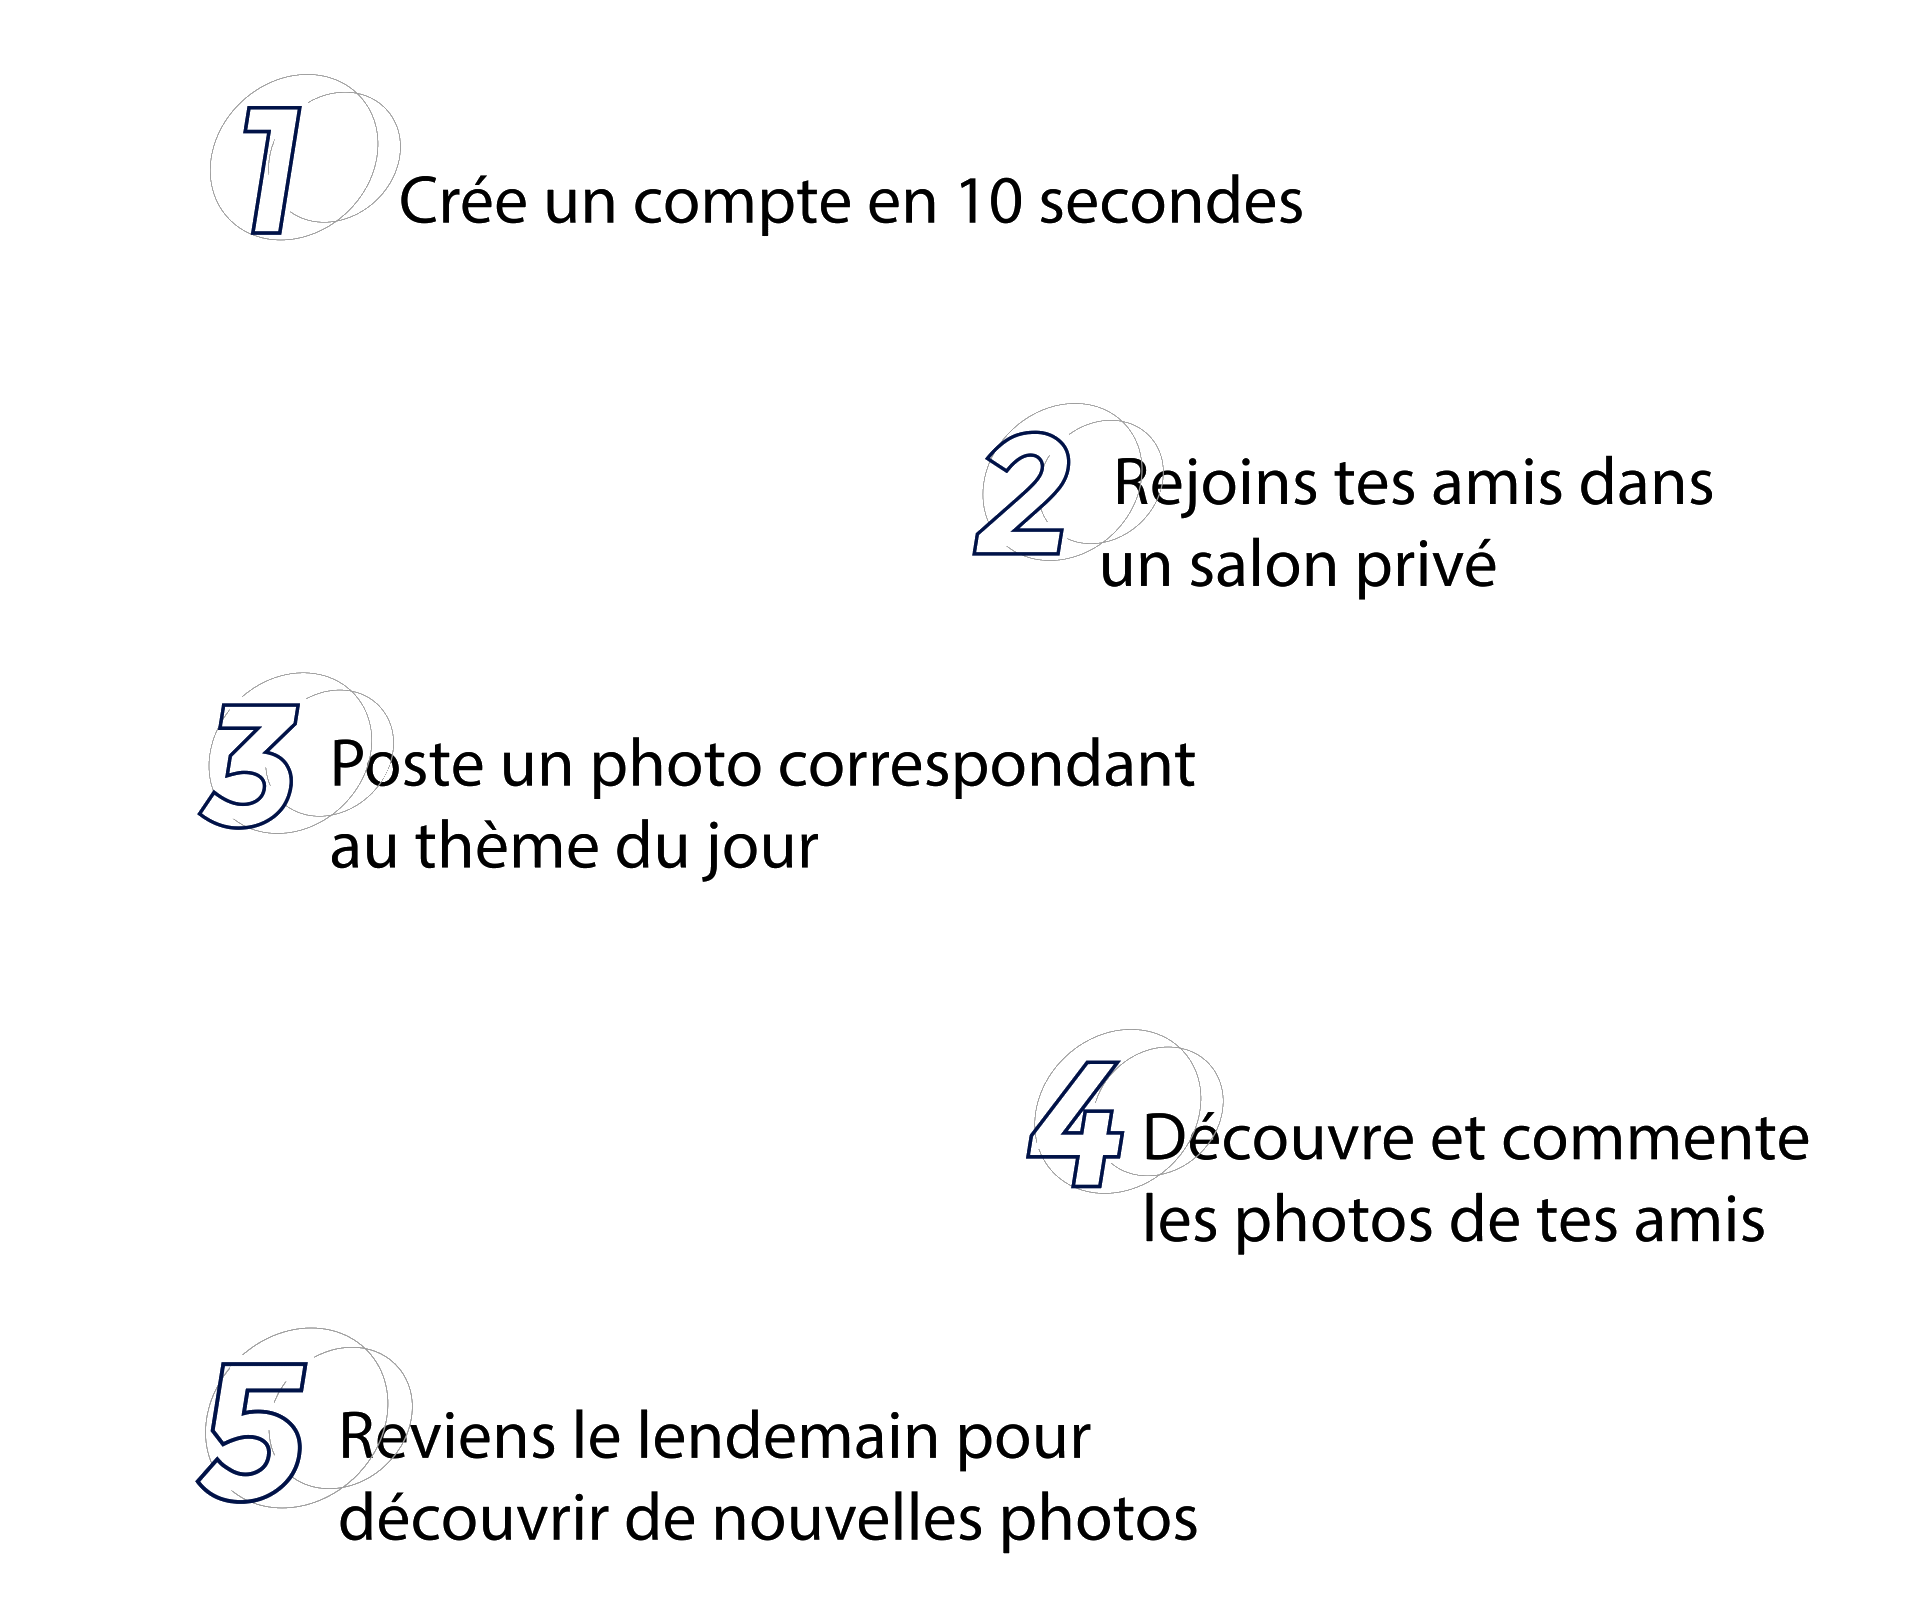 1
Crée un compte en 10 secondes
2
Rejoins tes amis dans
un salon privé
3
Poste un photo correspondant
au thème du jour
4
Découvre et commente
les photos de tes amis
5
Reviens le lendemain pour
découvrir de nouvelles photos